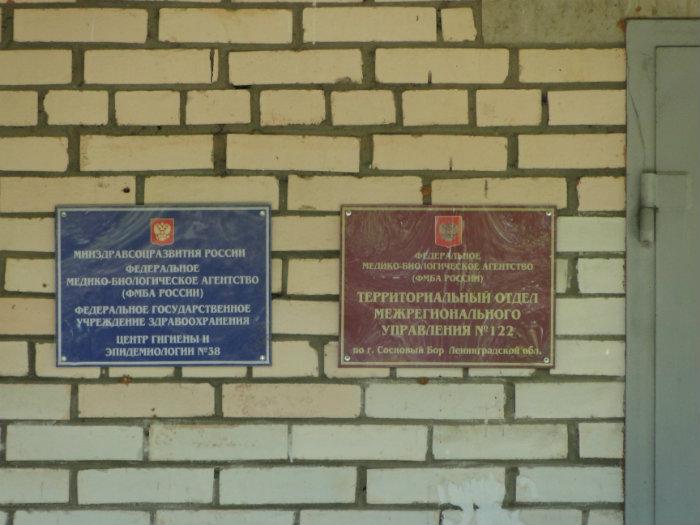 МИНЗДРАВСОЦРАЗВИТИЯ РОССИИ
ФЕДЕРАЛЬНОЕ
МЕДИКО-БИОЛОГИЧЕСКОЕ АГЕНТСТВО
(ФМБА РОССИИ)
ФЕДЕРАЛЬНОЕ ГОСУДАРСТВЕННОЕ
УЧРЕЖДЕНИЕ ЗДРАВООХРАНЕНИЯ
ЦЕНТР ГИГИЕНЫ И
ЭПИДЕМИОЛОГИИ №38
ФЕДЕРАЛЬНОЕ
МЕДИКО-БИОЛОГИЧЕСКОЕ АГЕНТСТВО
(ФМБА РОССИИ)
ТЕРРИТОРИАЛЬНЫЙ ОТДЕЛ
МЕЖРЕГИОНАЛЬНОГО
УПРАВЛЕНИЯ №122
по г. Сосновый Бор Ленинградской обл.